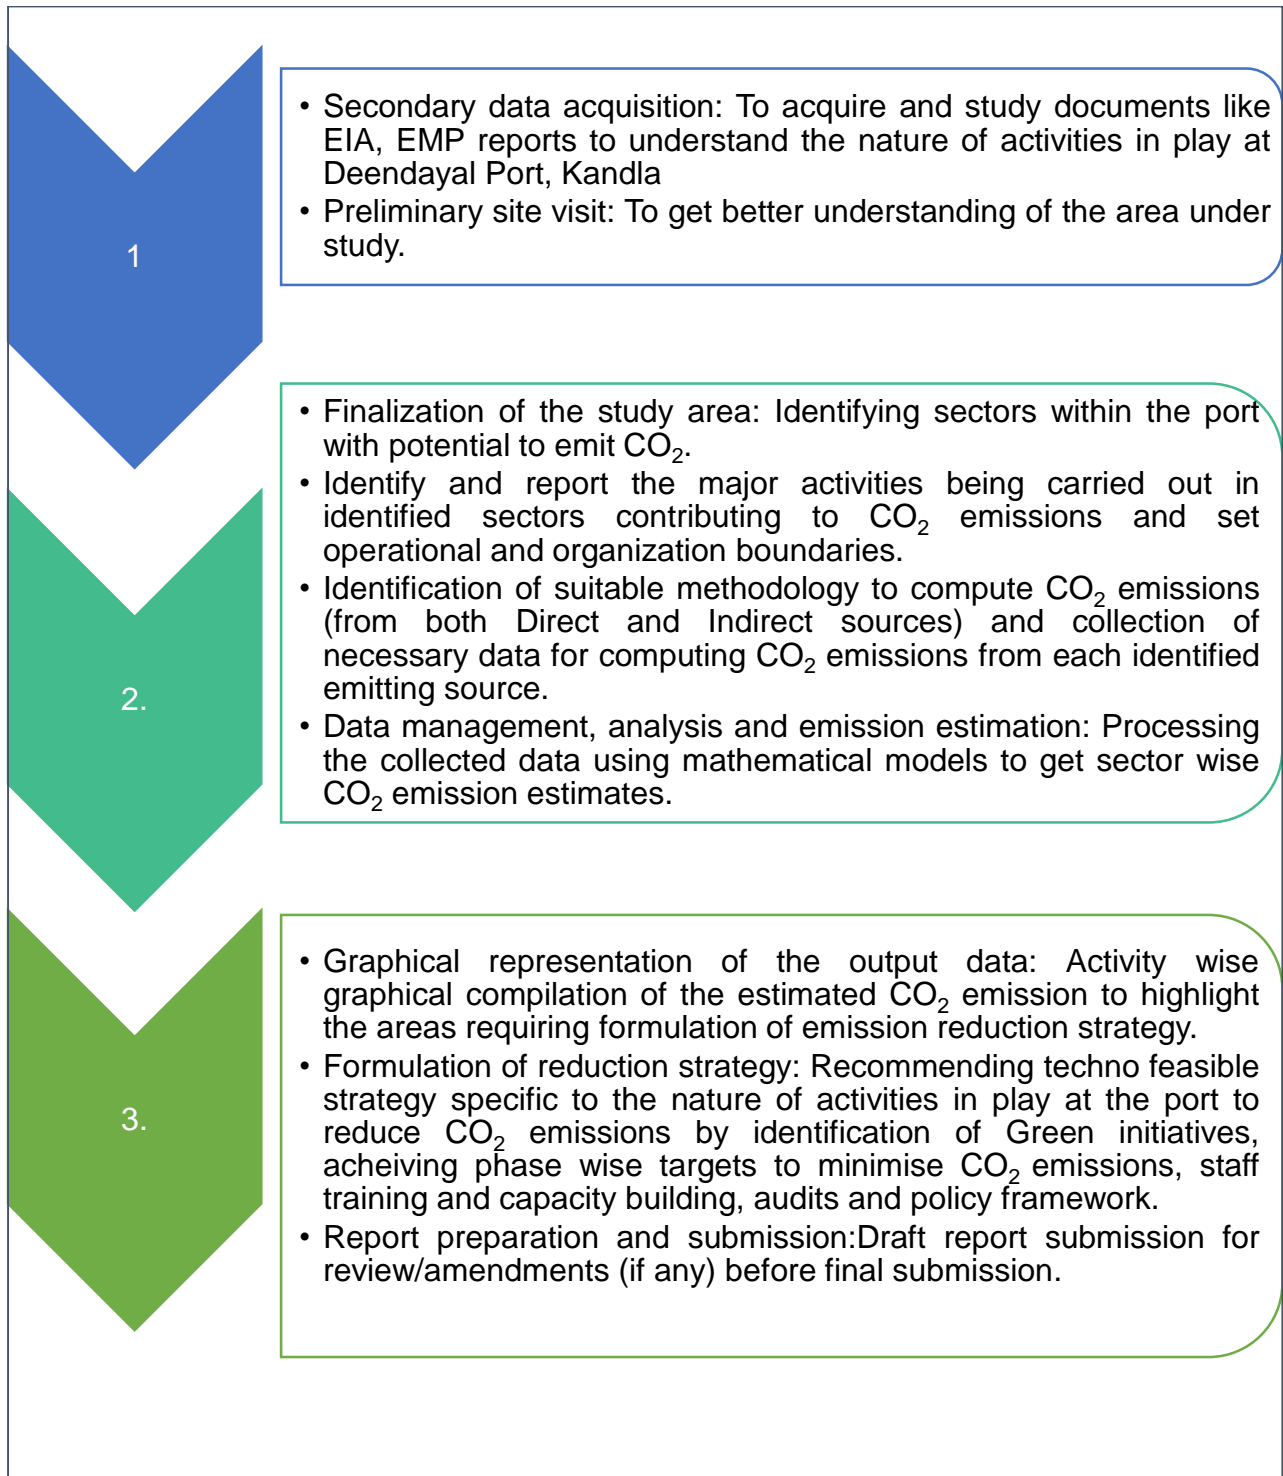 1
• Secondary data acquisition: To acquire and study documents like
EIA, EMP reports to understand the nature of activities in play at
Deendayal Port, Kandla
• Preliminary site visit: To get better understanding of the area under
study.
2.
• Finalization of the study area: Identifying sectors within the port
with potential to emit CO₂.
• Identify and report the major activities being carried out in
identified sectors contributing to CO₂ emissions and set
operational and organization boundaries.
• Identification of suitable methodology to compute CO₂ emissions
(from both Direct and Indirect sources) and collection of
necessary data for computing CO₂ emissions from each identified
emitting source.
• Data management, analysis and emission estimation: Processing
the collected data using mathematical models to get sector wise
CO₂ emission estimates.
3.
• Graphical representation of the output data: Activity wise
graphical compilation of the estimated CO₂ emission to highlight
the areas requiring formulation of emission reduction strategy.
• Formulation of reduction strategy: Recommending techno feasible
strategy specific to the nature of activities in play at the port to
reduce CO₂ emissions by identification of Green initiatives,
acheiving phase wise targets to minimise CO₂ emissions, staff
training and capacity building, audits and policy framework.
• Report preparation and submission:Draft report submission for
review/amendments (if any) before final submission.